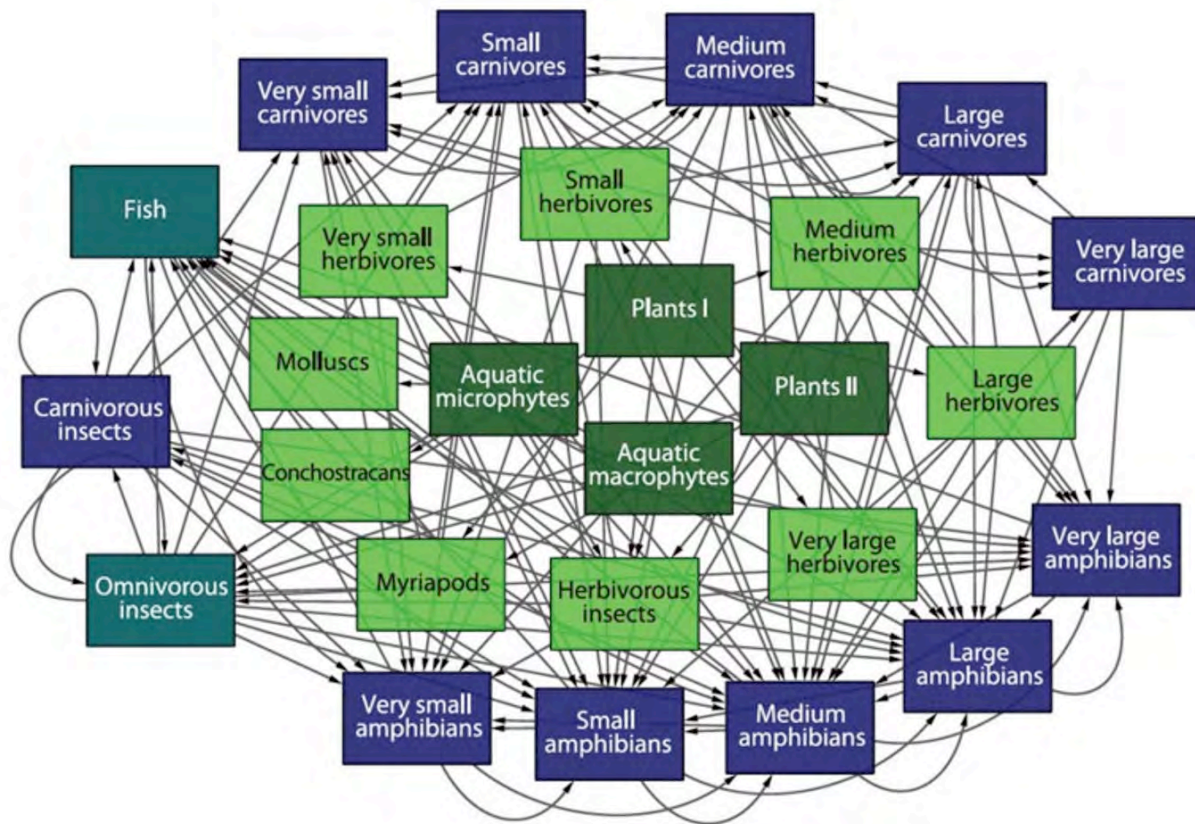 Small
carnivores
Medium
carnivores
Very small
carnivores
Large
carnivores
Fish
Small
herbivores
Very small
herbivores
Medium
herbivores
Very large
carnivores
Plants I
Molluscs
Aquatic
microphytes
Plants II
Large
herbivores
Carnivorous
insects
Conchostracans
Aquatic
macrophytes
Very large
amphibians
Omnivorous
insects
Myriapods
Herbivorous
insects
Very large
herbivores
Large
amphibians
Very small
amphibians
Small
amphibians
Medium
amphibians